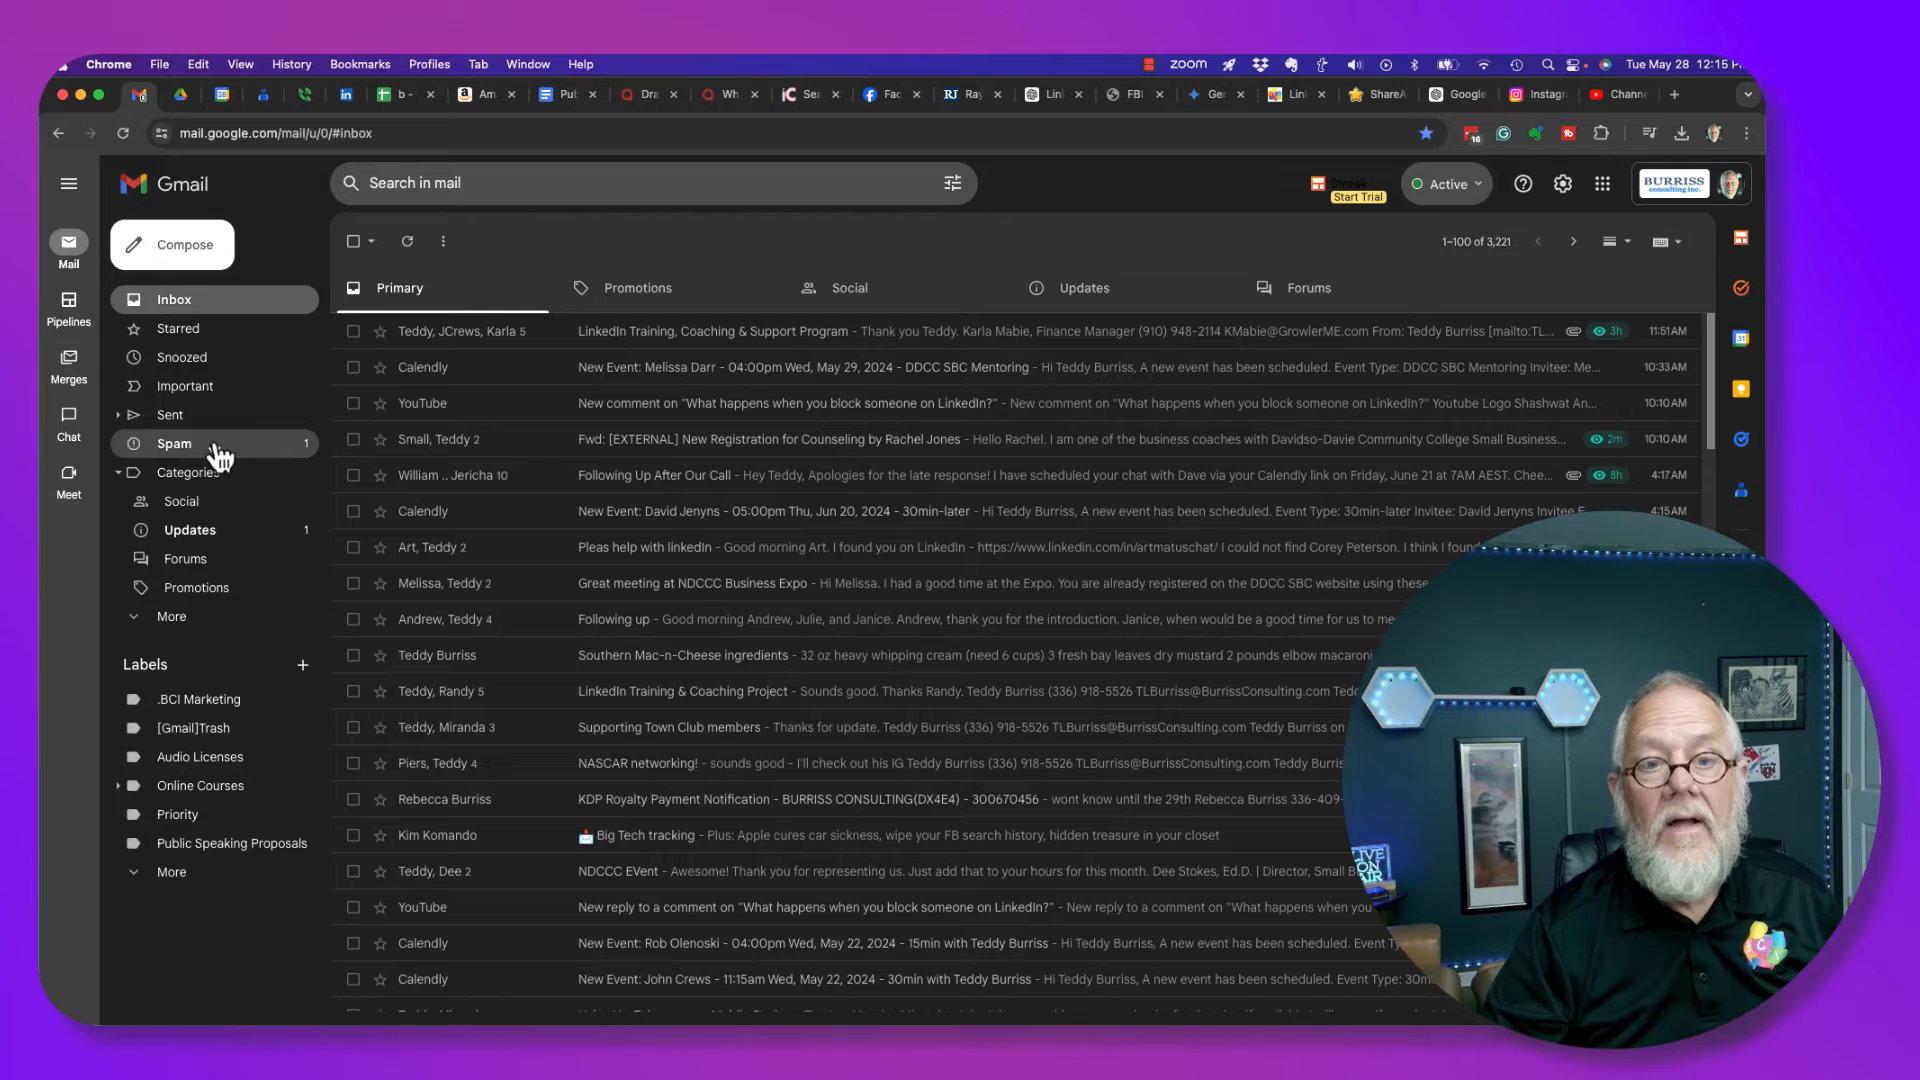 Chrome File Edit View History Bookmarks Profiles Tab Window Help zoom Tue May 28 12:15 P
b - Am Pul Dra Wh Sea Fac RJ Ray Linl FBI Ge Linl ShareA Google Instagr Chann
mail.google.com/mail/u/0/#inbox 16
Gmail
Search in mail
Streak
Start Trial
Active
BURRISS
consulting inc.
Compose
1–100 of 3,221
Mail
Pipelines
Merges
Chat
Meet
Inbox
Starred
Snoozed
Important
Sent
Spam 1
Categories
Social
Updates 1
Forums
Promotions
More
Labels
.BCI Marketing
[Gmail]Trash
Audio Licenses
Online Courses
Priority
Public Speaking Proposals
More
Primary Promotions Social Updates Forums
Teddy, JCrews, Karla 5 LinkedIn Training, Coaching & Support Program - Thank you Teddy. Karla Mabie, Finance Manager (910) 948-2114 KMabie@GrowlerME.com From: Teddy Burriss [mailto:TL... 3h 11:51 AM
Calendly New Event: Melissa Darr - 04:00pm Wed, May 29, 2024 - DDCC SBC Mentoring - Hi Teddy Burriss, A new event has been scheduled. Event Type: DDCC SBC Mentoring Invitee: Me... 10:33 AM
YouTube New comment on "What happens when you block someone on LinkedIn?" - New comment on "What happens when you block someone on LinkedIn?" Youtube Logo Shashwat An... 10:10 AM
Small, Teddy 2 Fwd: [EXTERNAL] New Registration for Counseling by Rachel Jones - Hello Rachel. I am one of the business coaches with Davidso-Davie Community College Small Business... 2m 10:10 AM
William .. Jericha 10 Following Up After Our Call - Hey Teddy, Apologies for the late response! I have scheduled your chat with Dave via your Calendly link on Friday, June 21 at 7AM AEST. Chee... 8h 4:17 AM
Calendly New Event: David Jenyns - 05:00pm Thu, Jun 20, 2024 - 30min-later - Hi Teddy Burriss, A new event has been scheduled. Event Type: 30min-later Invitee: David Jenyns Invitee E 4:15 AM
Art, Teddy 2 Pleas help with linkedIn - Good morning Art. I found you on LinkedIn - https://www.linkedin.com/in/artmatuschat/ I could not find Corey Peterson. I think I foun
Melissa, Teddy 2 Great meeting at NDCCC Business Expo - Hi Melissa. I had a good time at the Expo. You are already registered on the DDCC SBC website using these
Andrew, Teddy 4 Following up - Good morning Andrew, Julie, and Janice. Andrew, thank you for the introduction. Janice, when would be a good time for us to me
Teddy Burriss Southern Mac-n-Cheese ingredients - 32 oz heavy whipping cream (need 6 cups) 3 fresh bay leaves dry mustard 2 pounds elbow macaroni
Teddy, Randy 5 LinkedIn Training & Coaching Project - Sounds good. Thanks Randy. Teddy Burriss (336) 918-5526 TLBurriss@BurrissConsulting.com Tedd
Teddy, Miranda 3 Supporting Town Club members - Thanks for update. Teddy Burriss (336) 918-5526 TLBurriss@BurrissConsulting.com Teddy Burriss on
Piers, Teddy 4 NASCAR networking! - sounds good - I'll check out his IG Teddy Burriss (336) 918-5526 TLBurriss@BurrissConsulting.com Teddy Burriss
Rebecca Burriss KDP Royalty Payment Notification - BURRISS CONSULTING(DX4E4) - 300670456 - wont know until the 29th Rebecca Burriss 336-409-
Kim Komando Big Tech tracking - Plus: Apple cures car sickness, wipe your FB search history, hidden treasure in your closet
Teddy, Dee 2 NDCCC EVent - Awesome! Thank you for representing us. Just add that to your hours for this month. Dee Stokes, Ed.D. | Director, Small B
YouTube New reply to a comment on "What happens when you block someone on LinkedIn?" - New reply to a comment on "What happens when you
Calendly New Event: Rob Olenoski - 04:00pm Wed, May 22, 2024 - 15min with Teddy Burriss - Hi Teddy Burriss, A new event has been scheduled. Event Ty
Calendly New Event: John Crews - 11:15am Wed, May 22, 2024 - 30min with Teddy Burriss - Hi Teddy Burriss, A new event has been scheduled. Event Type: 30m
LIVE
ON
AIR
C